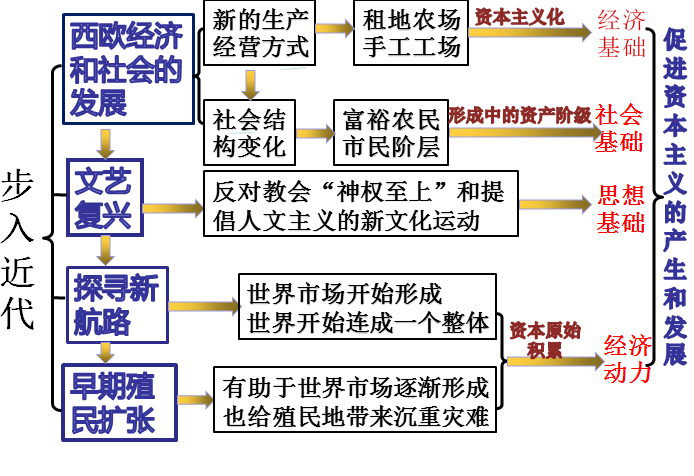 步入近代
西欧经济
和社会的
发展
新的生产
经营方式
租地农场
手工工场
资本主义化
经济
基础
社会结
构变化
富裕农民
市民阶层
形成中的资产阶级
社会
基础
文艺
复兴
反对教会“神权至上”和提
倡人文主义的新文化运动
思想
基础
探寻新
航路
世界市场开始形成
世界开始连成一个整体
早期殖
民扩张
有助于世界市场逐渐形成
也给殖民地带来沉重灾难
资本原始
积累
经济
动力
促进资本主义的产生和发展